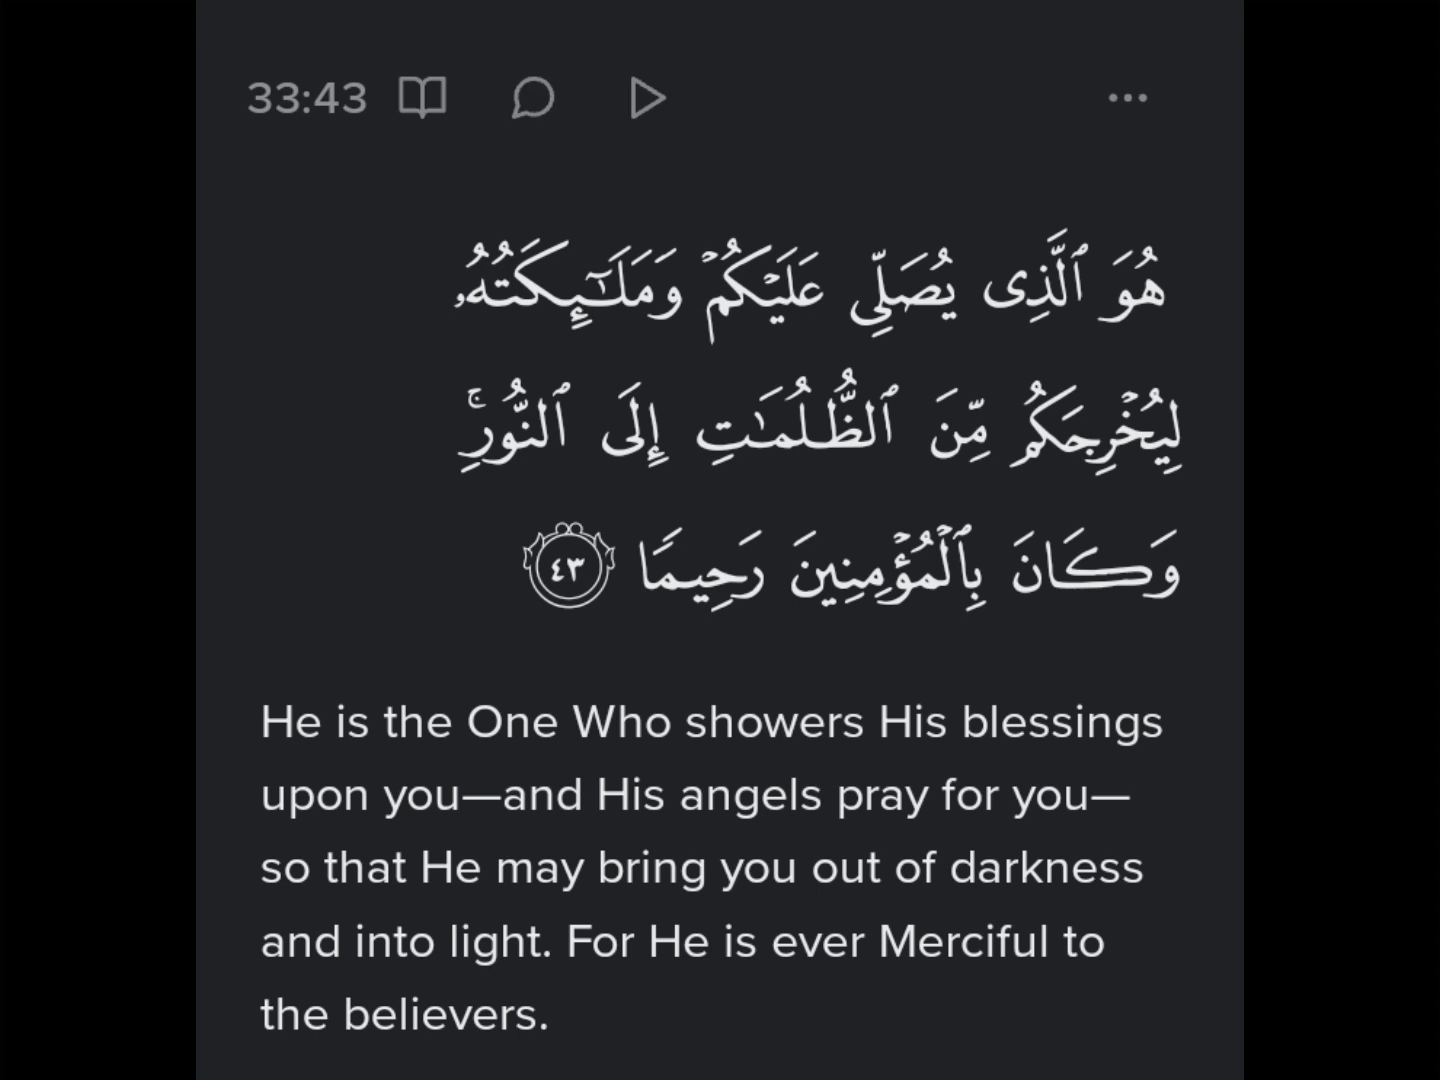 33:43
هُوَ ٱلَّذِى يُصَلِّى عَلَيْكُمْ وَمَلَـٰٓئِكَتُهُۥ
لِيُخْرِجَكُم مِّنَ ٱلظُّلُمَـٰتِ إِلَى ٱلنُّورِ ۚ
وَكَانَ بِٱلْمُؤْمِنِينَ رَحِيمًا ٤٣
He is the One Who showers His blessings
upon you—and His angels pray for you—
so that He may bring you out of darkness
and into light. For He is ever Merciful to
the believers.